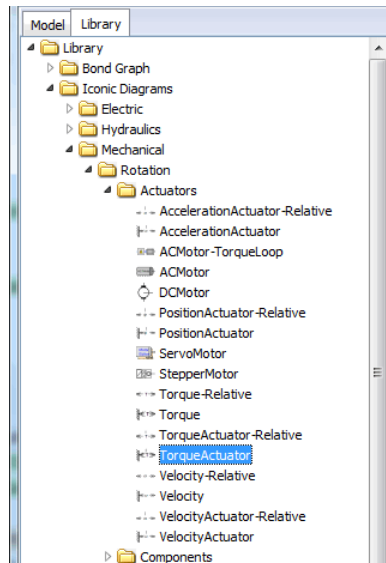 Model Library
Library
Bond Graph
Iconic Diagrams
Electric
Hydraulics
Mechanical
Rotation
Actuators
AccelerationActuator-Relative
AccelerationActuator
ACMotor-TorqueLoop
ACMotor
DCMotor
PositionActuator-Relative
PositionActuator
ServoMotor
StepperMotor
Torque-Relative
Torque
TorqueActuator-Relative
TorqueActuator
Velocity-Relative
Velocity
VelocityActuator-Relative
VelocityActuator
Components